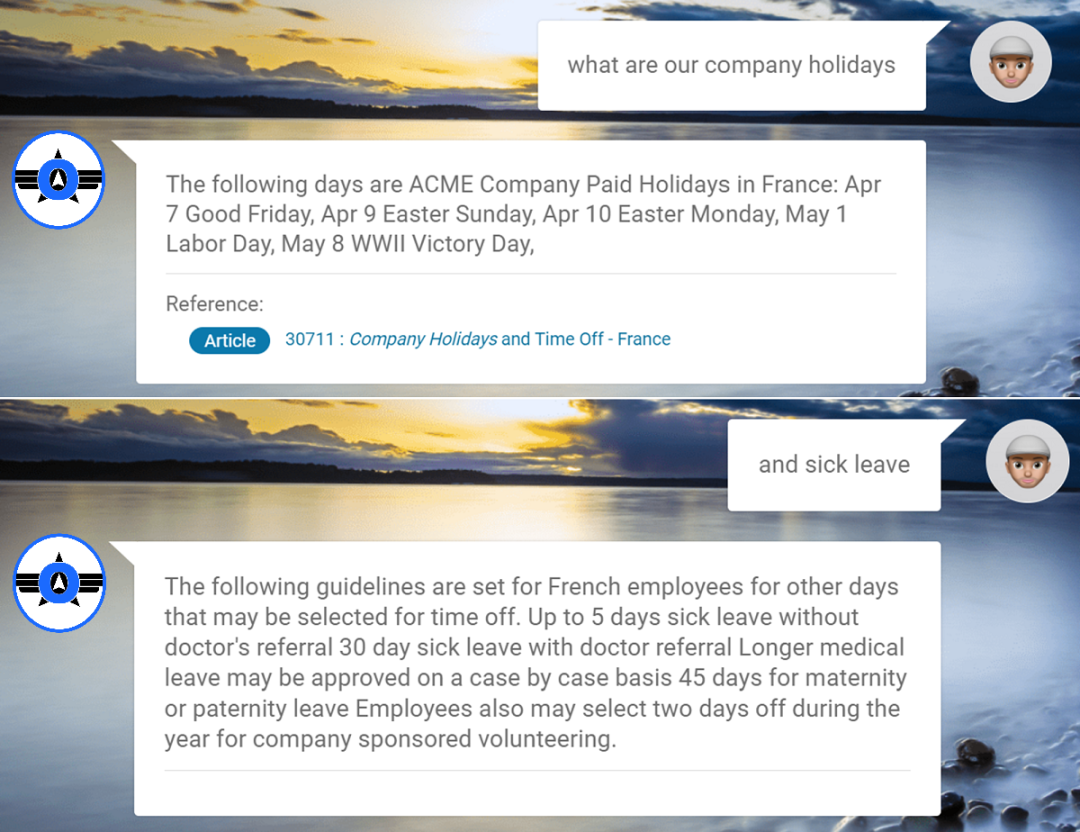 what are our company holidays
The following days are ACME Company Paid Holidays in France: Apr
7 Good Friday, Apr 9 Easter Sunday, Apr 10 Easter Monday, May 1
Labor Day, May 8 WWII Victory Day,
Reference:
Article 30711 : Company Holidays and Time Off - France
and sick leave
The following guidelines are set for French employees for other days
that may be selected for time off. Up to 5 days sick leave without
doctor's referral 30 day sick leave with doctor referral Longer medical
leave may be approved on a case by case basis 45 days for maternity
or paternity leave Employees also may select two days off during the
year for company sponsored volunteering.